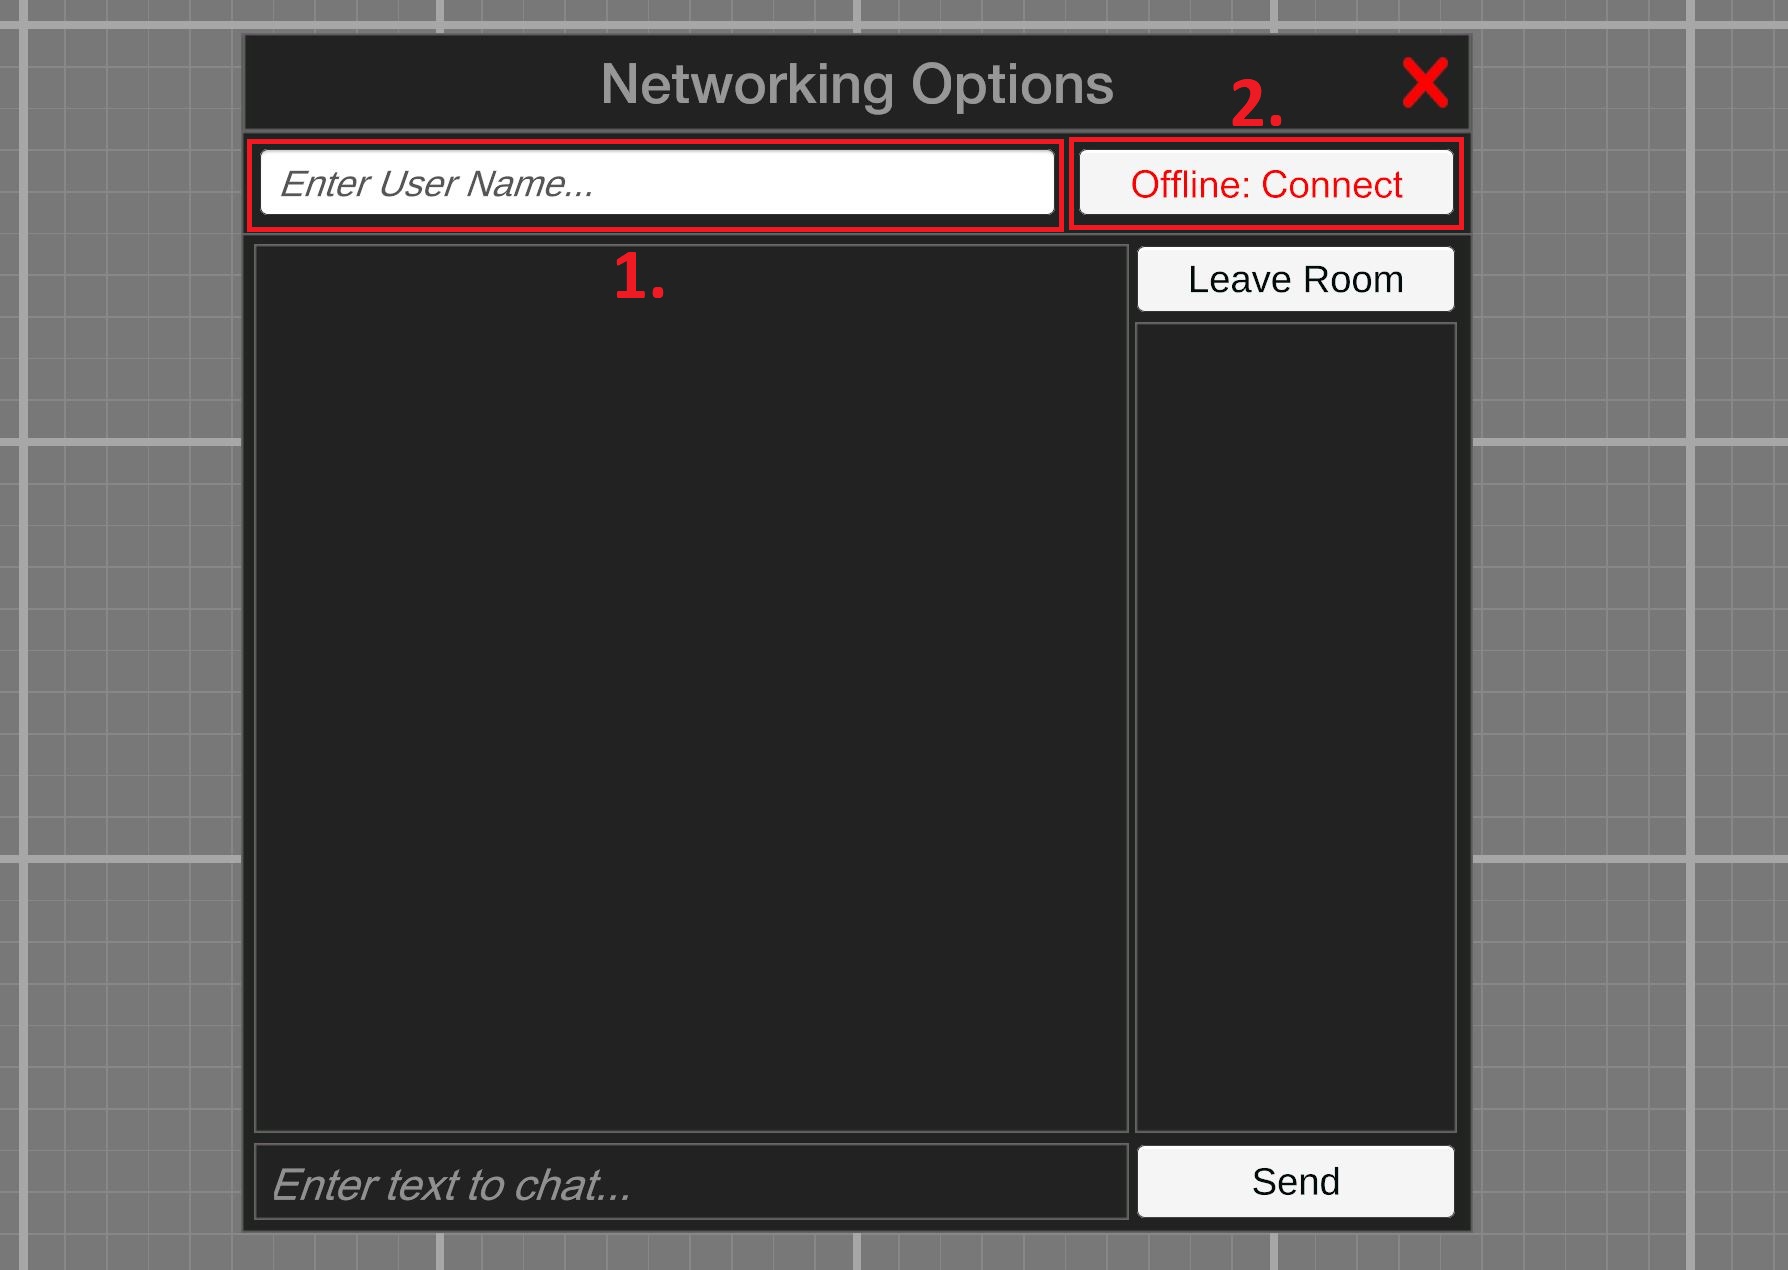 Networking Options
2.
Enter User Name...
Offline: Connect
1.
Leave Room
Enter text to chat...
Send